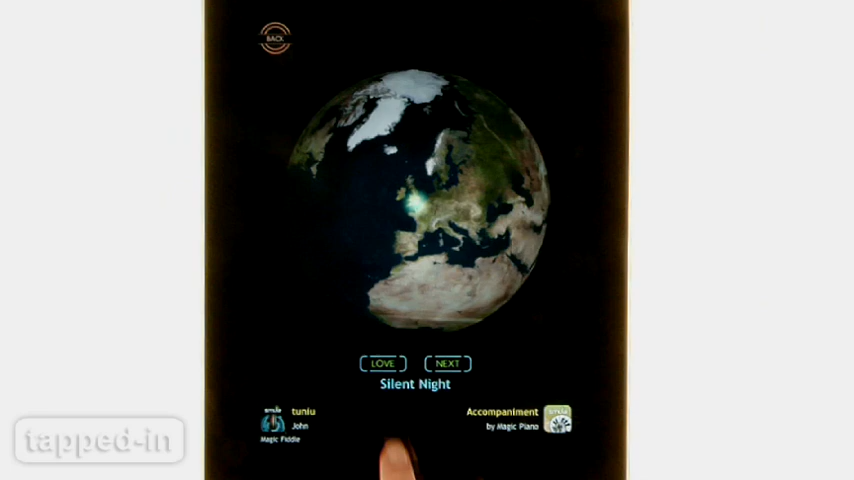 BACK
LOVE NEXT
Silent Night
smule
tuniu
John
Magic Fiddle
Accompaniment
by Magic Piano
smule
tapped-in